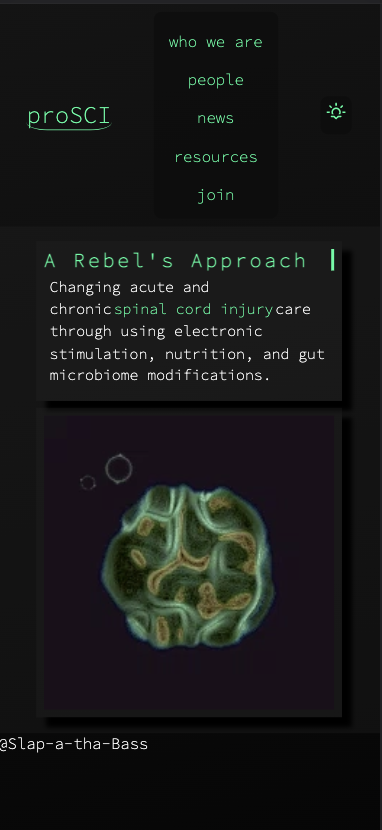 who we are
people
proSCI
news
resources
join
A Rebel's Approach
Changing acute and
chronic spinal cord injury care
through using electronic
stimulation, nutrition, and gut
microbiome modifications.
@Slap-a-tha-Bass